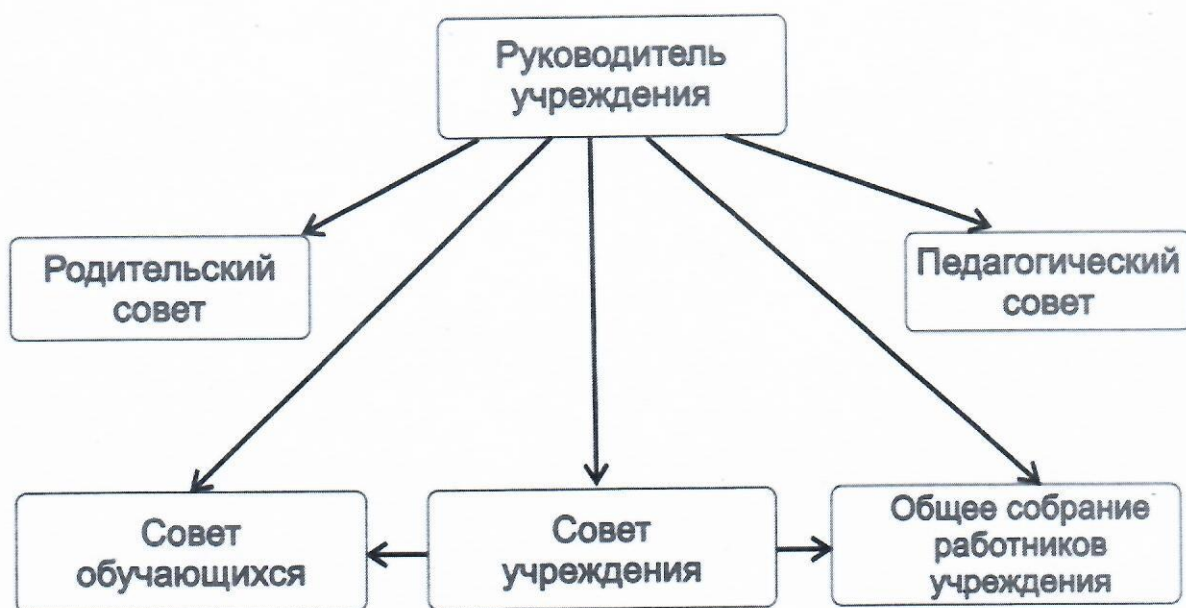 Руководитель
учреждения
Родительский
совет
Педагогический
совет
Совет
обучающихся
Совет
учреждения
Общее собрание
работников
учреждения